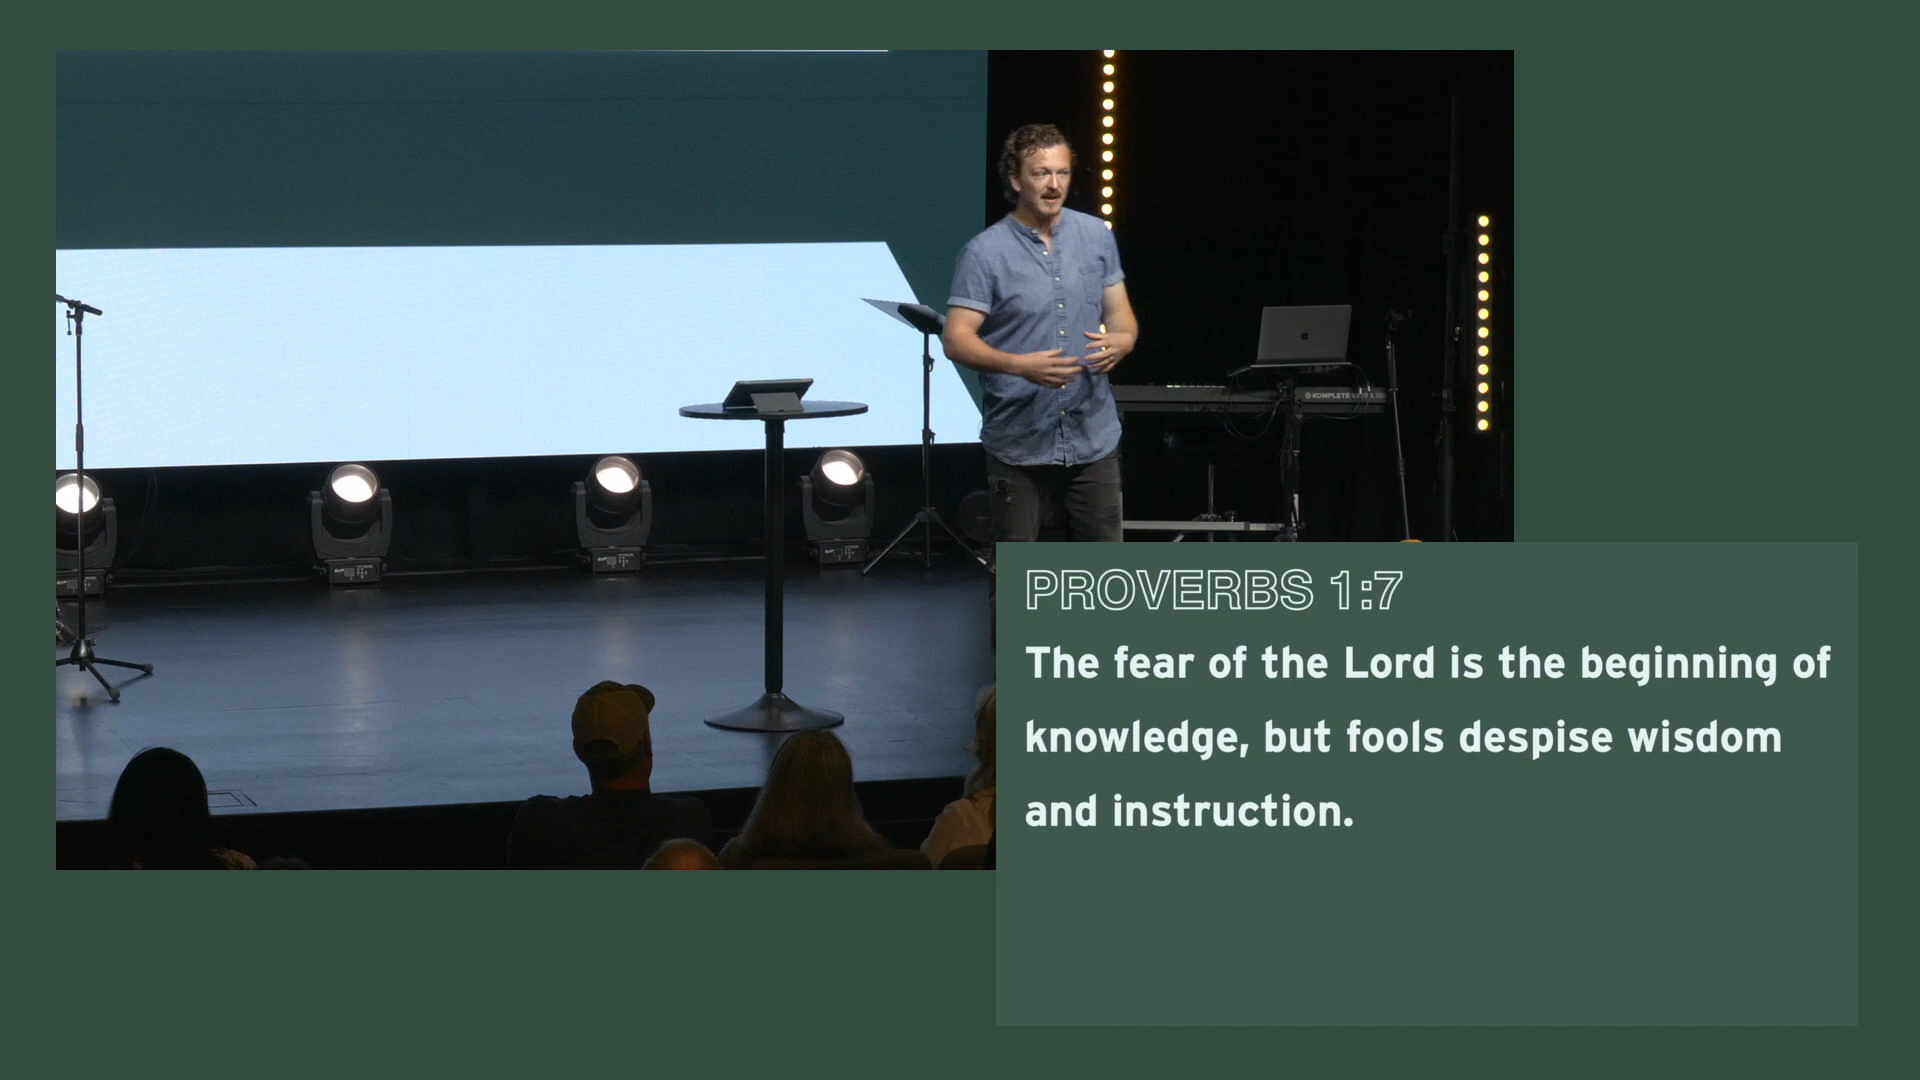 KOMPLETE
PROVERBS 1:7
The fear of the Lord is the beginning of
knowledge, but fools despise wisdom
and instruction.